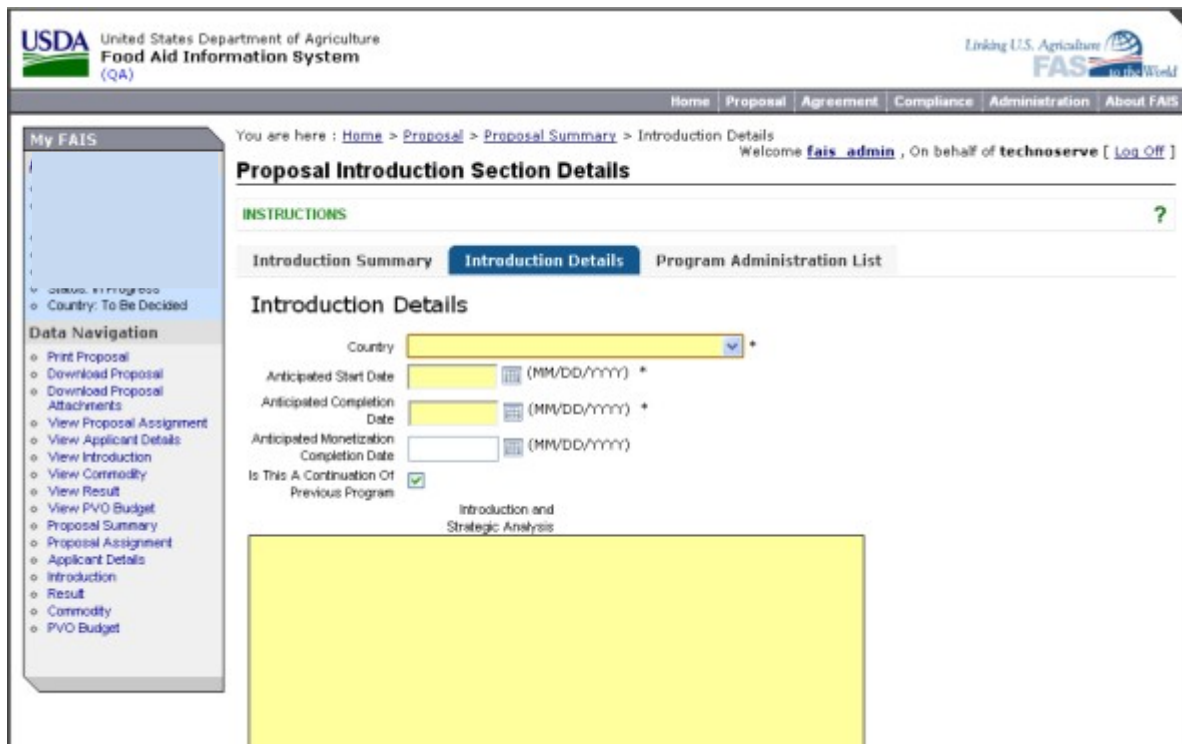 USDA United States Department of Agriculture
Food Aid Information System
(QA)
Linking U.S. Agriculture
FAS
to the World
Home Proposal Agreement Compliance Administration About FAIS
My FAIS
Status: In Progress
Country: To Be Decided
Data Navigation
Print Proposal
Download Proposal
Download Proposal
Attachments
View Proposal Assignment
View Applicant Details
View Introduction
View Commodity
View Result
View PVO Budget
Proposal Summary
Proposal Assignment
Applicant Details
Introduction
Result
Commodity
PVO Budget
You are here : Home > Proposal > Proposal Summary > Introduction Details
Welcome fais_admin , On behalf of technoserve [ Log Off ]
Proposal Introduction Section Details
INSTRUCTIONS ?
Introduction Summary Introduction Details Program Administration List
Introduction Details
Country *
Anticipated Start Date (MM/DD/YYYY) *
Anticipated Completion
Date (MM/DD/YYYY) *
Anticipated Monetization
Completion Date (MM/DD/YYYY)
Is This A Continuation Of
Previous Program
Introduction and
Strategic Analysis